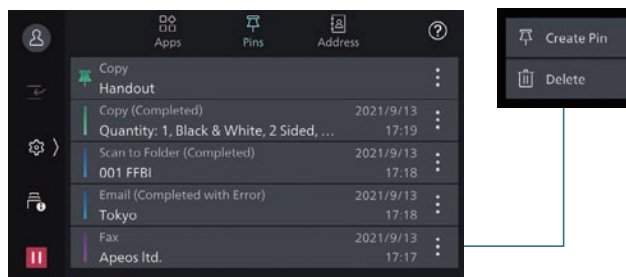 Apps
Pins
Address
Copy
Handout
Copy (Completed) 2021/9/13
Quantity: 1, Black & White, 2 Sided, ... 17:19
Scan to Folder (Completed) 2021/9/13
001 FFBI 17:18
Email (Completed with Error) 2021/9/13
Tokyo 17:18
Fax 2021/9/13
Apeos ltd. 17:17
Create Pin
Delete